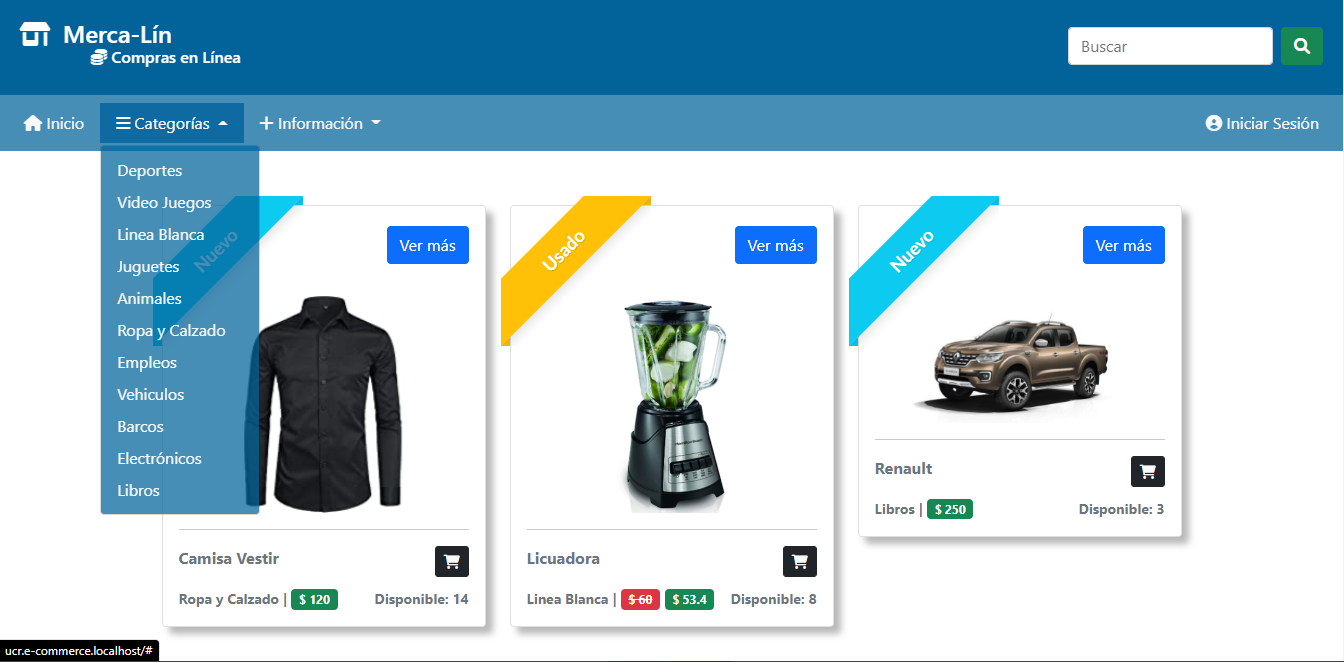 Merca-Lín
Compras en Línea
Buscar
Inicio
Categorías
Información
Iniciar Sesión
Deportes
Video Juegos
Linea Blanca
Juguetes
Animales
Ropa y Calzado
Empleos
Vehiculos
Barcos
Electrónicos
Libros
Nuevo
Ver más
Camisa Vestir
Ropa y Calzado | $ 120
Disponible: 14
Usado
Ver más
Licuadora
Linea Blanca | $ 60 $ 53.4
Disponible: 8
Nuevo
Ver más
Renault
Libros | $ 250
Disponible: 3
ucr.e-commerce.localhost/#